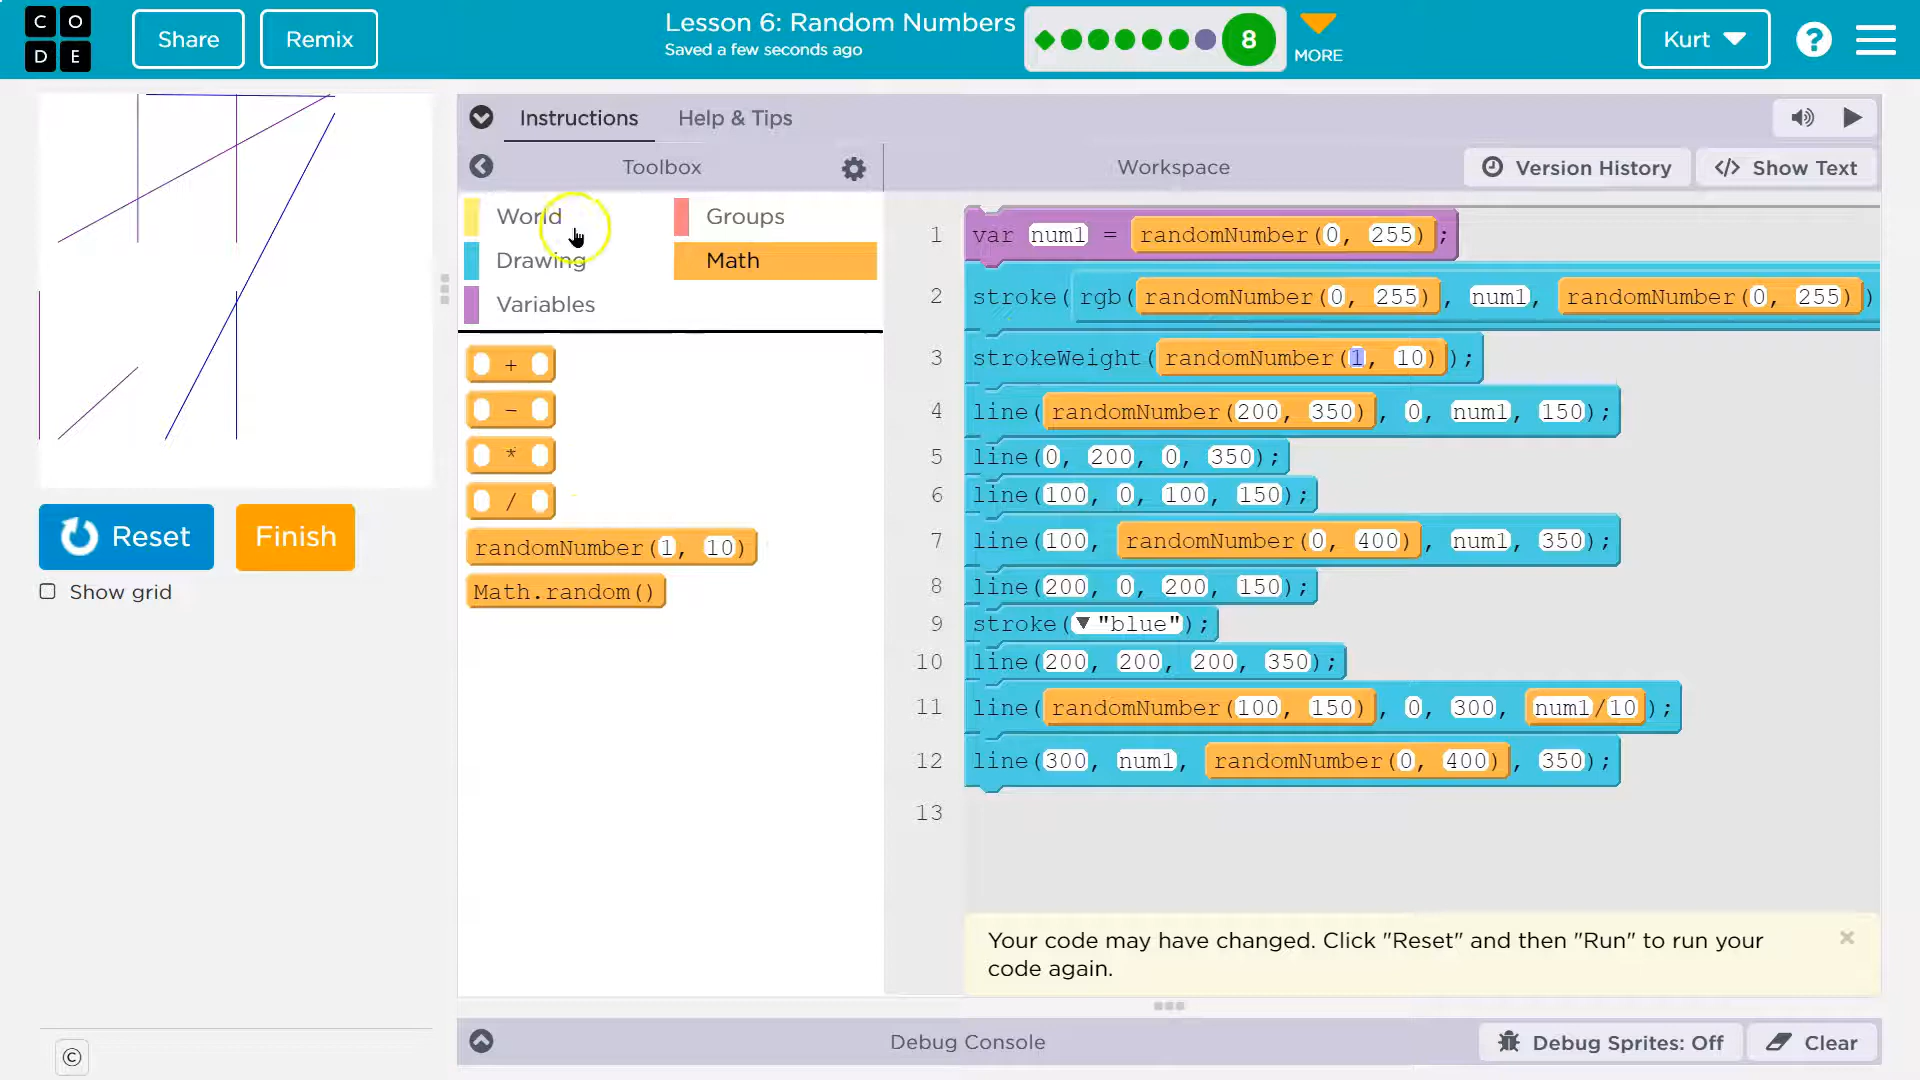 C O D E
Share
Remix
Lesson 6: Random Numbers
Saved a few seconds ago
8
MORE
Kurt
?
Instructions
Help & Tips
Toolbox
Workspace
Version History
</> Show Text
World
Groups
Drawing
Math
Variables
+
-
*
/
randomNumber(1, 10)
Math.random()
1 var num1 = randomNumber(0, 255);
2 stroke(rgb(randomNumber(0, 255), num1, randomNumber(0, 255))
3 strokeWeight(randomNumber(1, 10));
4 line(randomNumber(200, 350), 0, num1, 150);
5 line(0, 200, 0, 350);
6 line(100, 0, 100, 150);
7 line(100, randomNumber(0, 400), num1, 350);
8 line(200, 0, 200, 150);
9 stroke(▼"blue");
10 line(200, 200, 200, 350);
11 line(randomNumber(100, 150), 0, 300, num1/10);
12 line(300, num1, randomNumber(0, 400), 350);
13
Reset
Finish
Show grid
Your code may have changed. Click "Reset" and then "Run" to run your
code again.
×
©
Debug Console
Debug Sprites: Off
Clear